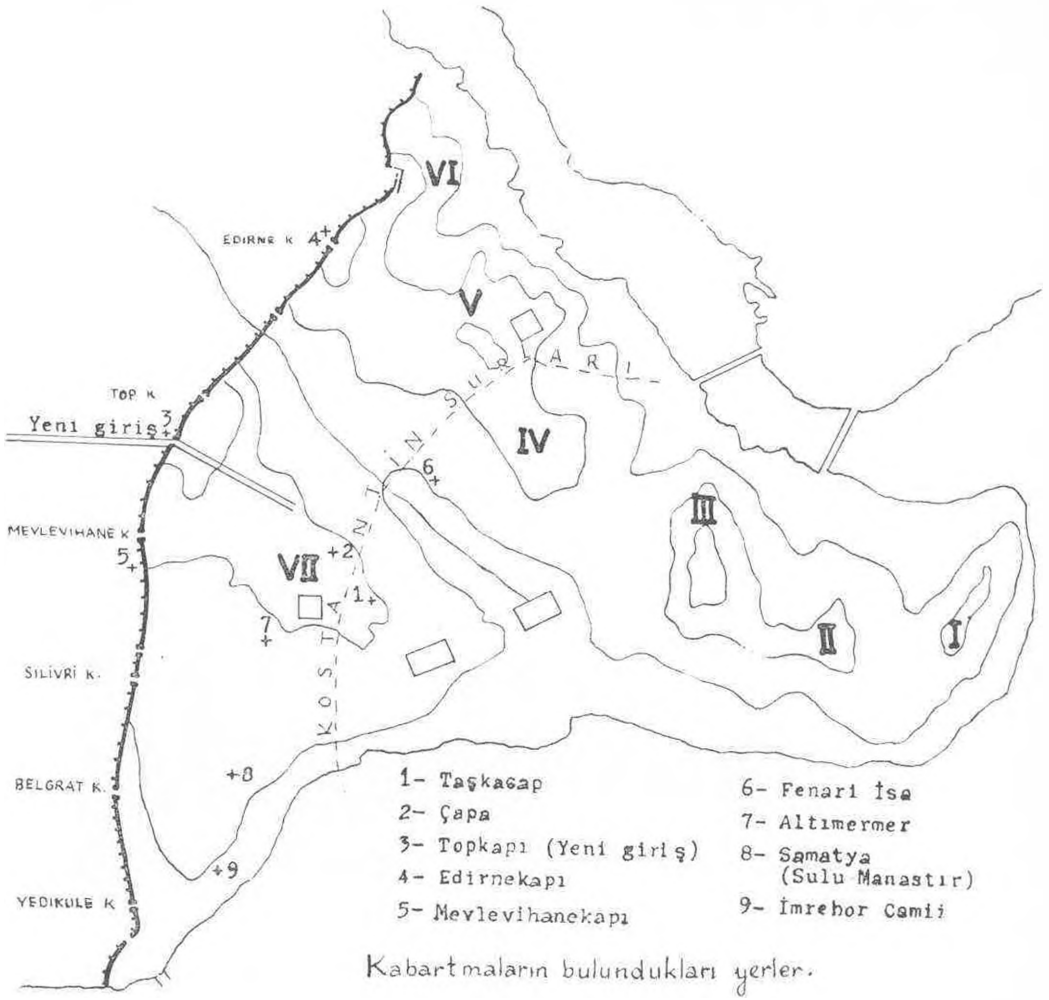 VI
EDIRNE K
4
V
TOP K
3
Yeni giriş
KOSTANTİN SURLARI
IV
6
III
MEVLEVIHANE K
5
2
VII
1
7
II
I
SILIVRI K.
8
BELGRAT K.
9
YEDIKULE K
1- Taşkasap
2- Çapa
3- Topkapı (Yeni giriş)
4- Edirnekapı
5- Mevlevihanekapı
6- Fenari İsa
7- Altımermer
8- Samatya
(Sulu Manastır)
9- İmrehor Camii
Kabartmaların bulundukları yerler.